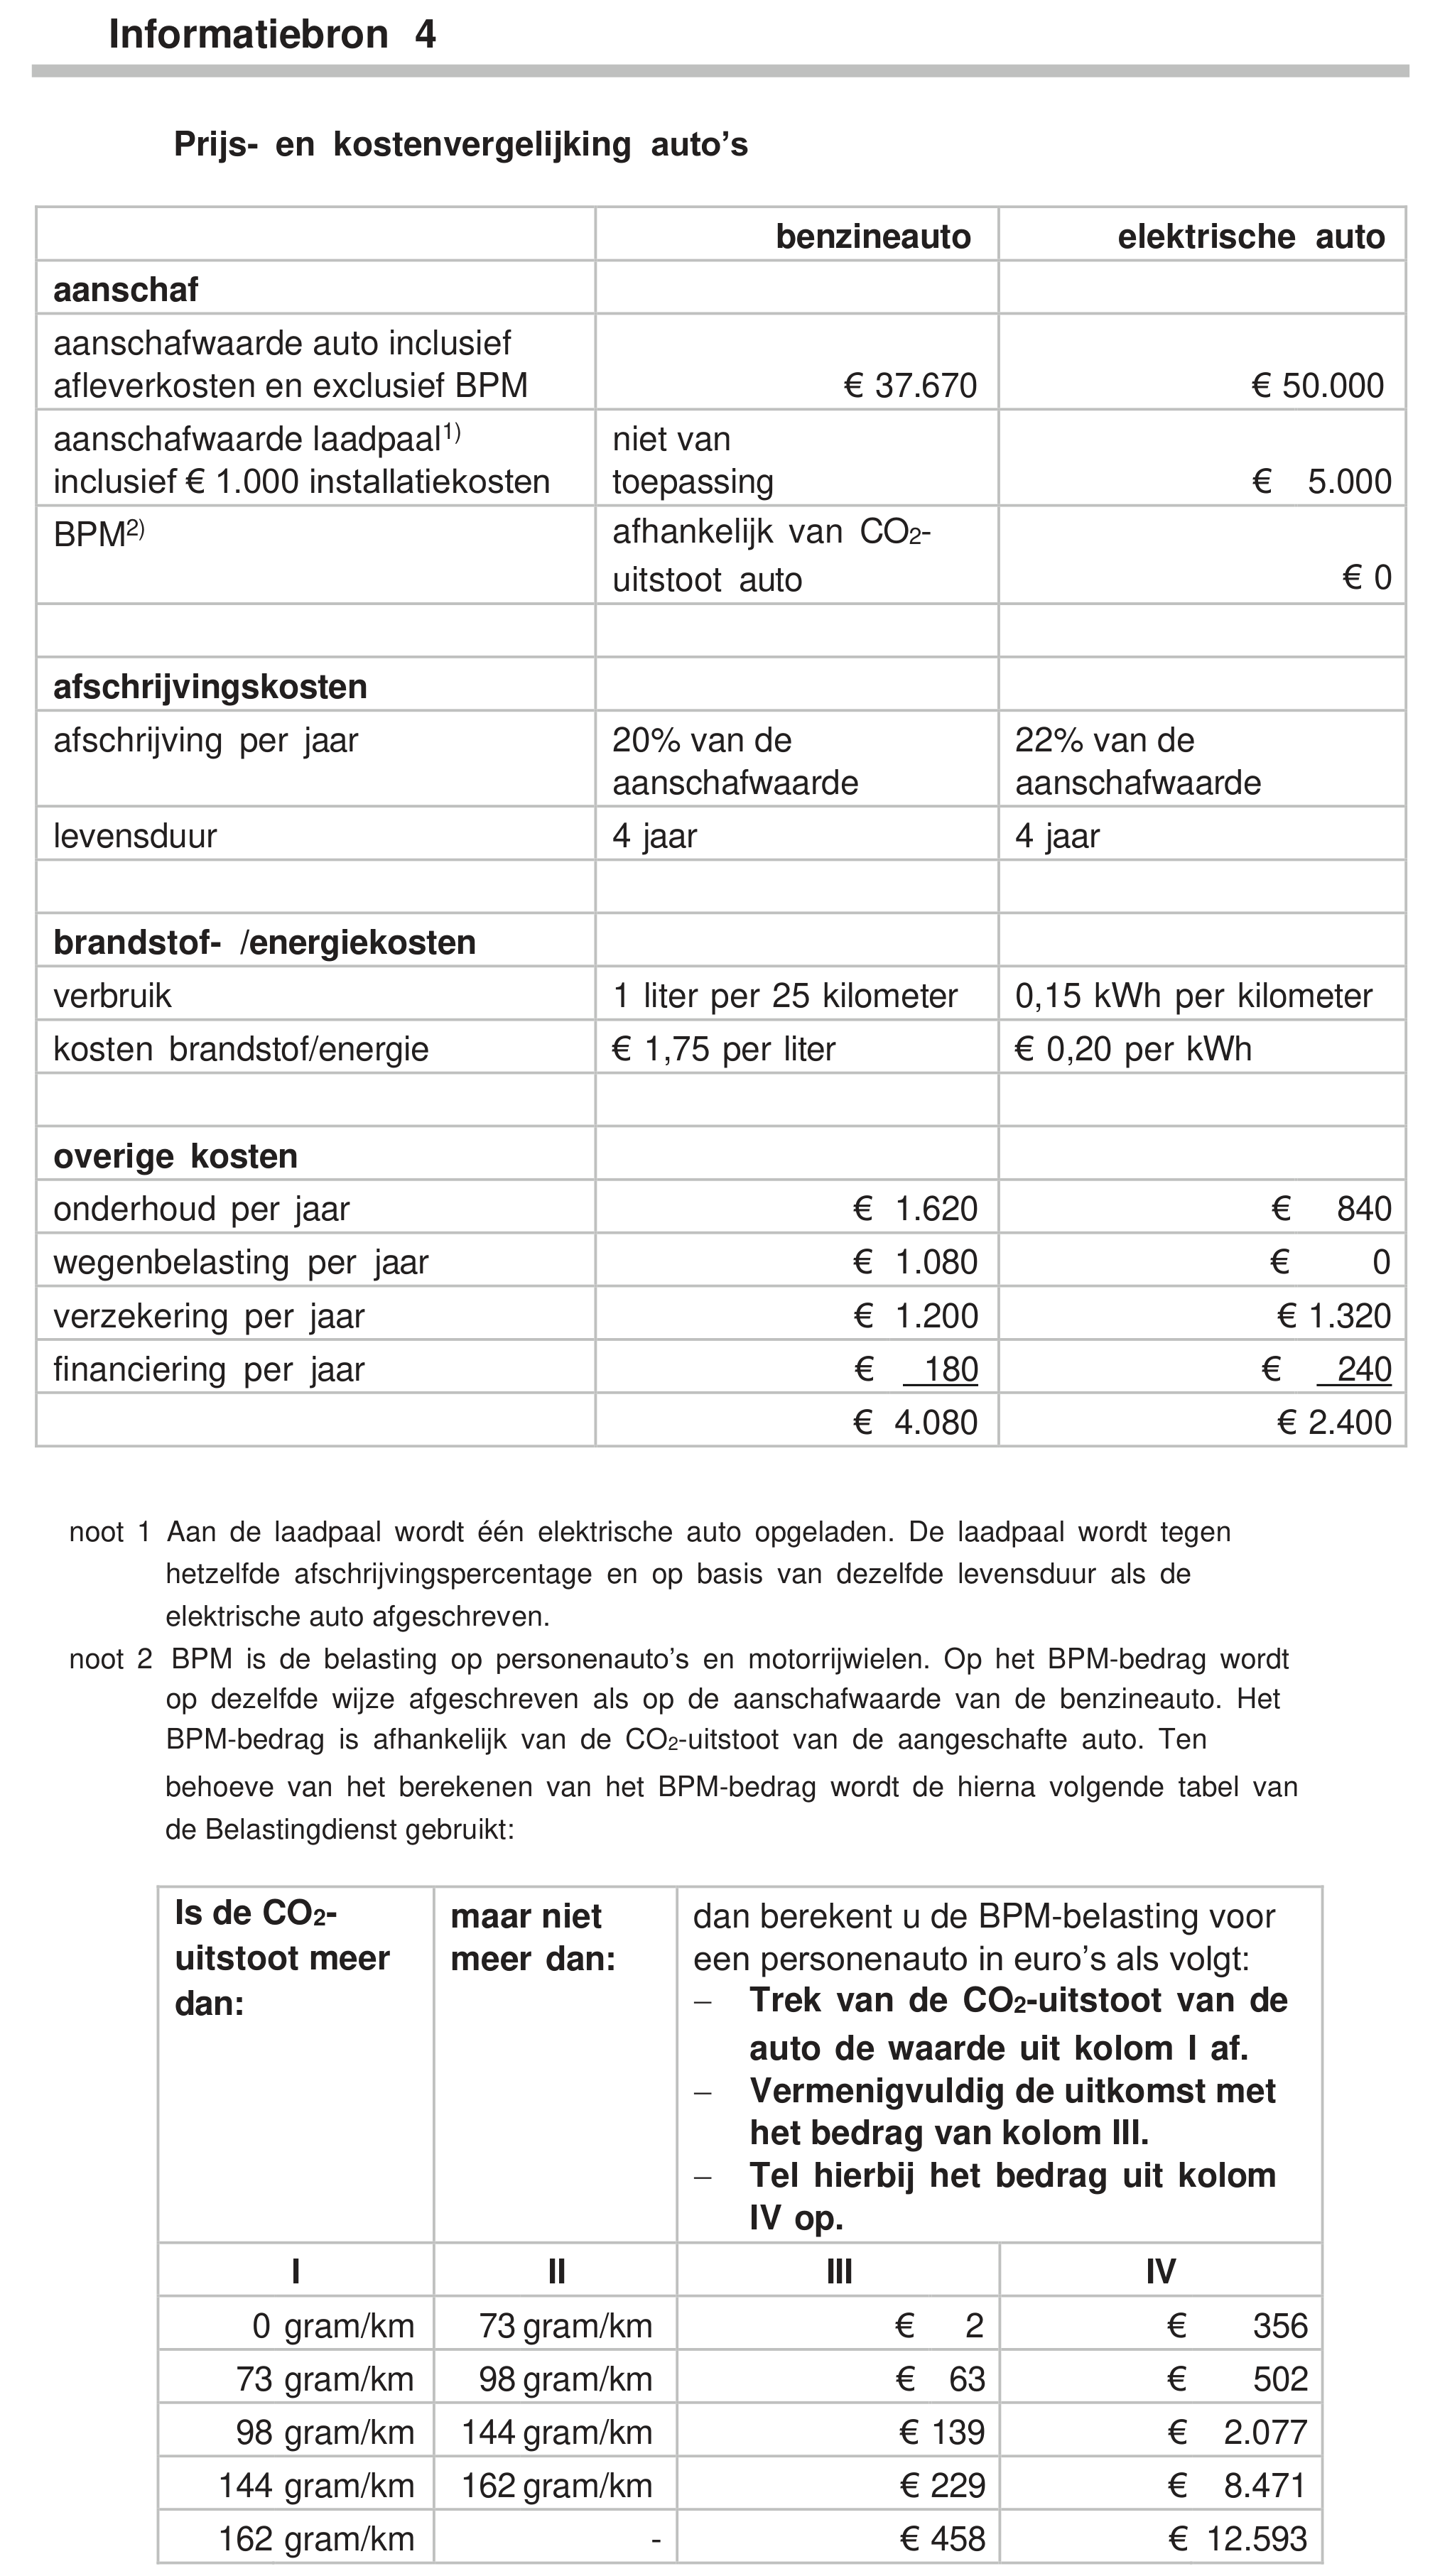 Informatiebron 4
Prijs- en kostenvergelijking auto’s
benzineauto elektrische auto
aanschaf
aanschafwaarde auto inclusief
afleverkosten en exclusief BPM € 37.670 € 50.000
aanschafwaarde laadpaal1) niet van
inclusief € 1.000 installatiekosten toepassing € 5.000
BPM2) afhankelijk van CO2-
uitstoot auto € 0
afschrijvingskosten
afschrijving per jaar 20% van de 22% van de
aanschafwaarde aanschafwaarde
levensduur 4 jaar 4 jaar
brandstof- /energiekosten
verbruik 1 liter per 25 kilometer 0,15 kWh per kilometer
kosten brandstof/energie € 1,75 per liter € 0,20 per kWh
overige kosten
onderhoud per jaar € 1.620 € 840
wegenbelasting per jaar € 1.080 € 0
verzekering per jaar € 1.200 € 1.320
financiering per jaar € 180 € 240
€ 4.080 € 2.400
noot 1 Aan de laadpaal wordt één elektrische auto opgeladen. De laadpaal wordt tegen
hetzelfde afschrijvingspercentage en op basis van dezelfde levensduur als de
elektrische auto afgeschreven.
noot 2 BPM is de belasting op personenauto’s en motorrijwielen. Op het BPM-bedrag wordt
op dezelfde wijze afgeschreven als op de aanschafwaarde van de benzineauto. Het
BPM-bedrag is afhankelijk van de CO2-uitstoot van de aangeschafte auto. Ten
behoeve van het berekenen van het BPM-bedrag wordt de hierna volgende tabel van
de Belastingdienst gebruikt:
Is de CO2-
uitstoot meer
dan:
maar niet
meer dan:
dan berekent u de BPM-belasting voor
een personenauto in euro’s als volgt:
– Trek van de CO2-uitstoot van de
auto de waarde uit kolom I af.
– Vermenigvuldig de uitkomst met
het bedrag van kolom III.
– Tel hierbij het bedrag uit kolom
IV op.
I II III IV
0 gram/km 73 gram/km € 2 € 356
73 gram/km 98 gram/km € 63 € 502
98 gram/km 144 gram/km € 139 € 2.077
144 gram/km 162 gram/km € 229 € 8.471
162 gram/km - € 458 € 12.593